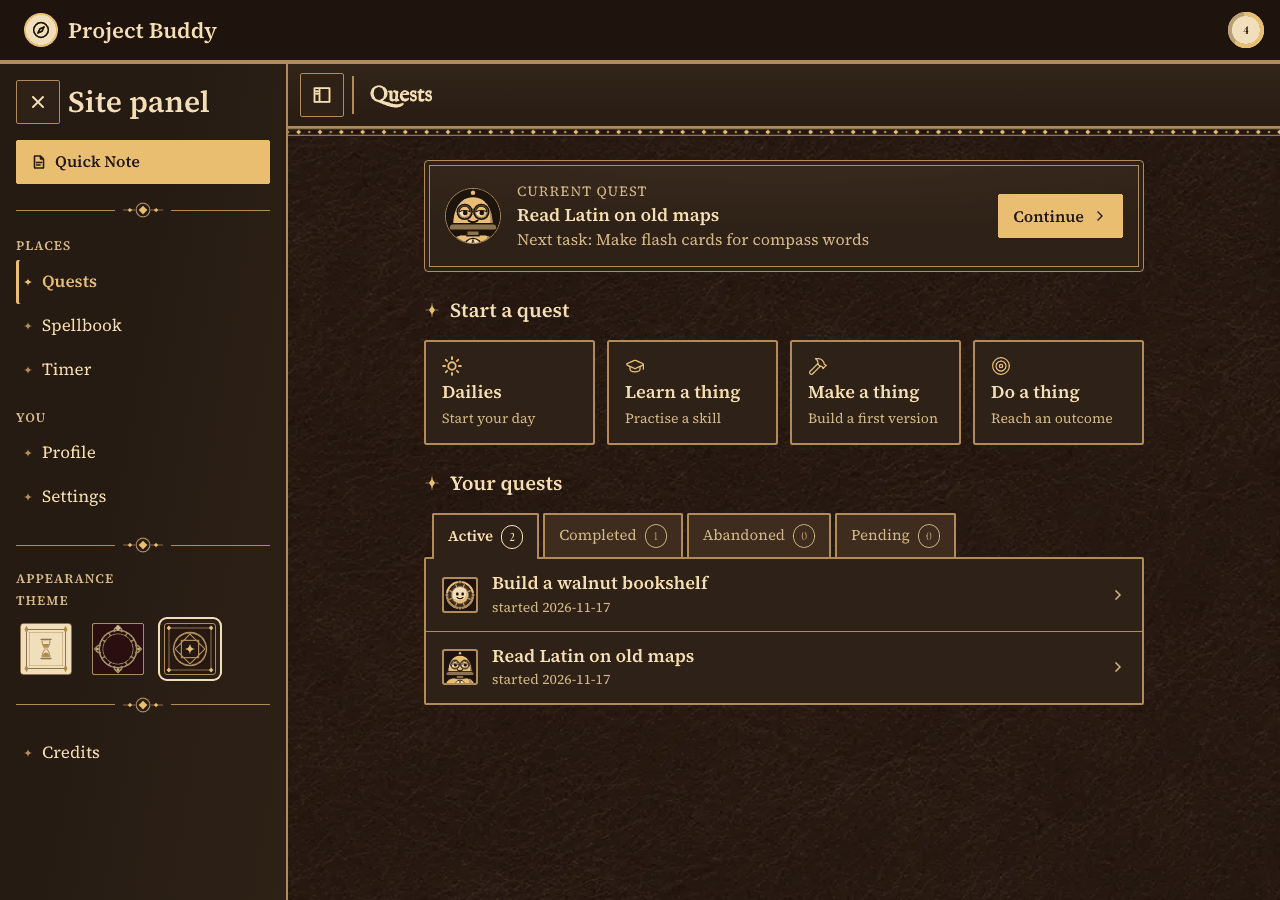 Project Buddy
4
Site panel
Quick Note
PLACES
Quests
Spellbook
Timer
YOU
Profile
Settings
APPEARANCE
THEME
Credits
Quests
CURRENT QUEST
Read Latin on old maps
Next task: Make flash cards for compass words
Continue
Start a quest
Dailies
Start your day
Learn a thing
Practise a skill
Make a thing
Build a first version
Do a thing
Reach an outcome
Your quests
Active 2
Completed 1
Abandoned 0
Pending 0
Build a walnut bookshelf
started 2026-11-17
Read Latin on old maps
started 2026-11-17